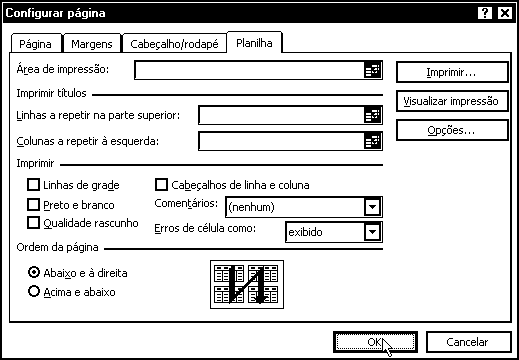 Configurar página
Página Margens Cabeçalho/rodapé Planilha
Área de impressão:
Imprimir...
Imprimir títulos
Visualizar impressão
Linhas a repetir na parte superior:
Opções...
Colunas a repetir à esquerda:
Imprimir
Linhas de grade
Cabeçalhos de linha e coluna
Preto e branco
Comentários: (nenhum)
Qualidade rascunho
Erros de célula como: exibido
Ordem da página
Abaixo e à direita
Acima e abaixo
OK Cancelar